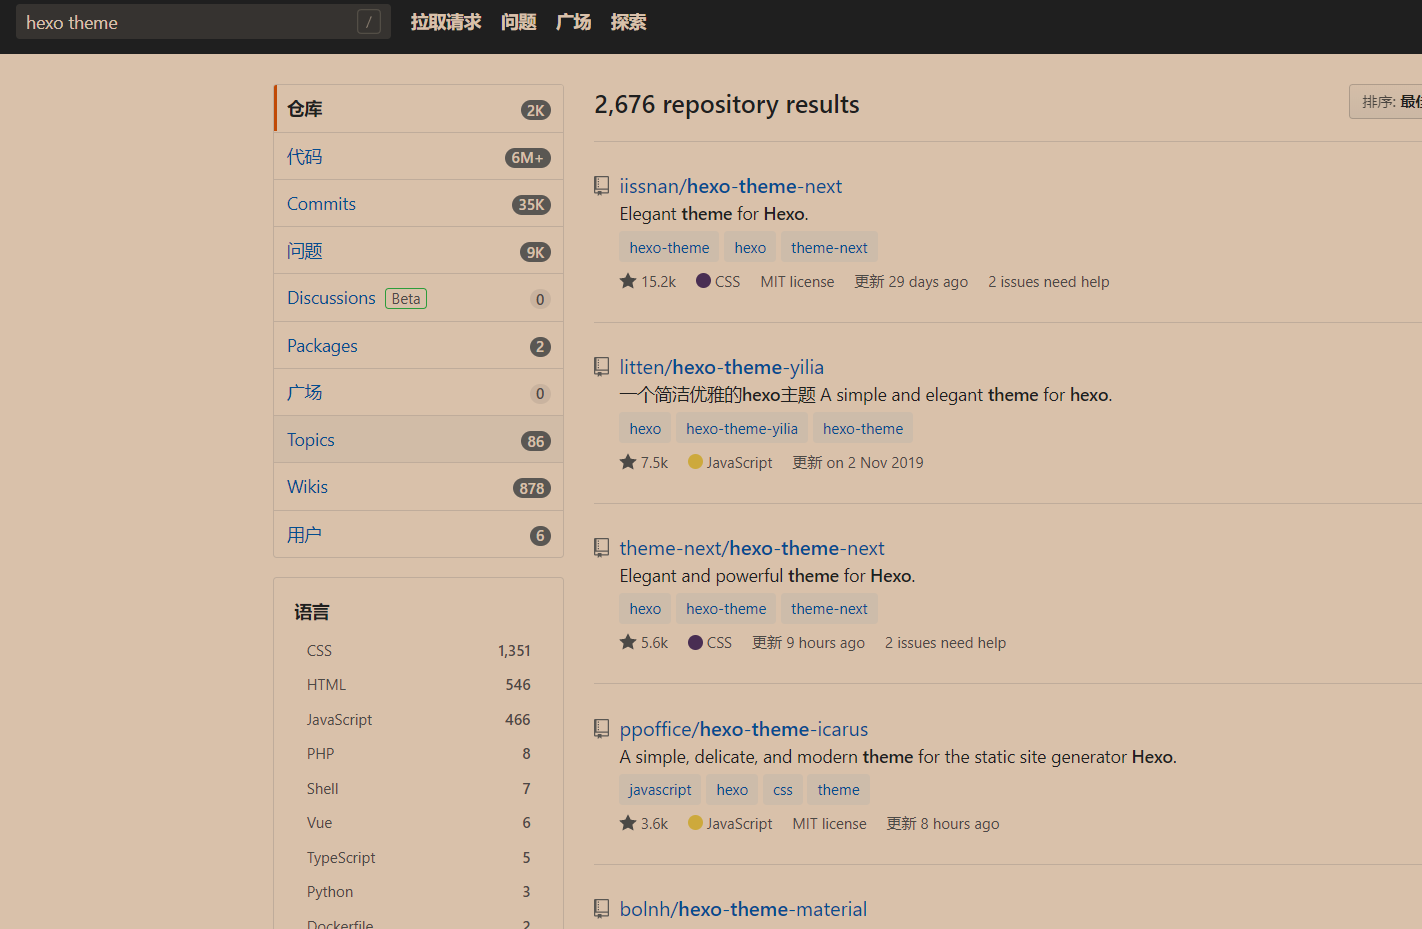 hexo theme /
拉取请求 问题 广场 探索
仓库 2K
代码 6M+
Commits 35K
问题 9K
Discussions Beta 0
Packages 2
广场 0
Topics 86
Wikis 878
用户 6
语言
CSS 1,351
HTML 546
JavaScript 466
PHP 8
Shell 7
Vue 6
TypeScript 5
Python 3
Dockerfile 2
2,676 repository results
排序: 最佳
iissnan/hexo-theme-next
Elegant theme for Hexo.
hexo-theme hexo theme-next
15.2k CSS MIT license 更新 29 days ago 2 issues need help
litten/hexo-theme-yilia
一个简洁优雅的hexo主题 A simple and elegant theme for hexo.
hexo hexo-theme-yilia hexo-theme
7.5k JavaScript 更新 on 2 Nov 2019
theme-next/hexo-theme-next
Elegant and powerful theme for Hexo.
hexo hexo-theme theme-next
5.6k CSS 更新 9 hours ago 2 issues need help
ppoffice/hexo-theme-icarus
A simple, delicate, and modern theme for the static site generator Hexo.
javascript hexo css theme
3.6k JavaScript MIT license 更新 8 hours ago
bolnh/hexo-theme-material